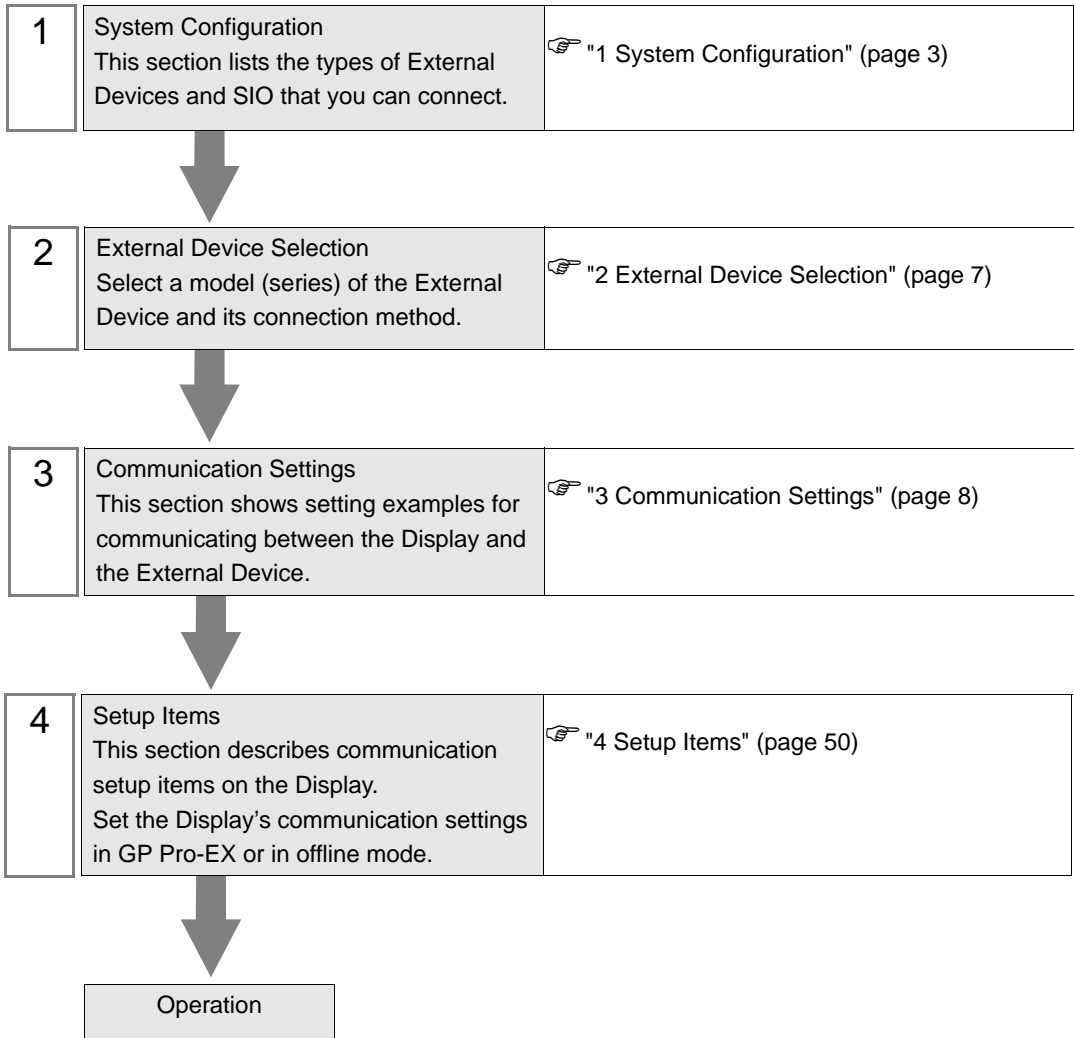 1
System Configuration
This section lists the types of External
Devices and SIO that you can connect.
"1 System Configuration" (page 3)
2
External Device Selection
Select a model (series) of the External
Device and its connection method.
"2 External Device Selection" (page 7)
3
Communication Settings
This section shows setting examples for
communicating between the Display and
the External Device.
"3 Communication Settings" (page 8)
4
Setup Items
This section describes communication
setup items on the Display.
Set the Display’s communication settings
in GP Pro-EX or in offline mode.
"4 Setup Items" (page 50)
Operation